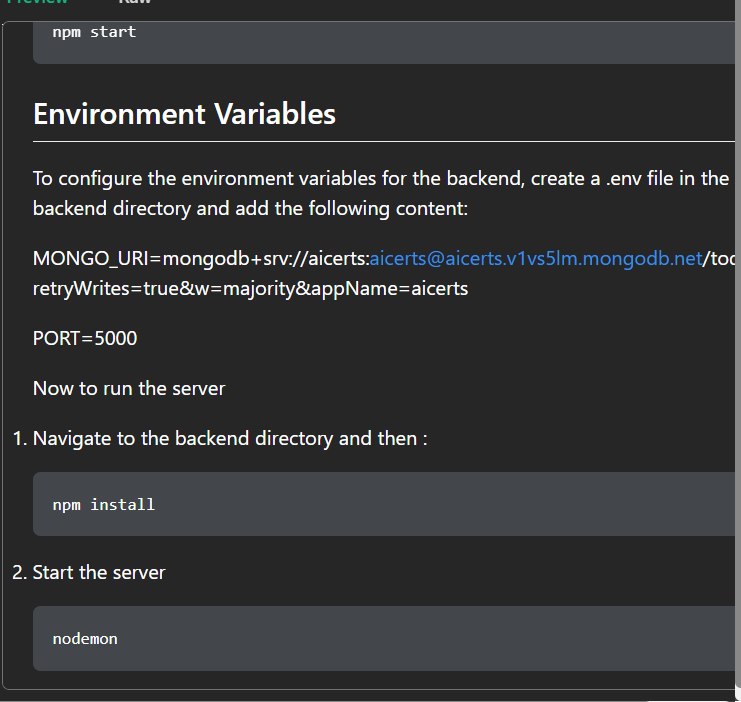 Preview Raw
npm start
Environment Variables
To configure the environment variables for the backend, create a .env file in the
backend directory and add the following content:
MONGO_URI=mongodb+srv://aicerts:aicerts@aicerts.v1vs5lm.mongodb.net/tod
retryWrites=true&w=majority&appName=aicerts
PORT=5000
Now to run the server
1. Navigate to the backend directory and then :
npm install
2. Start the server
nodemon